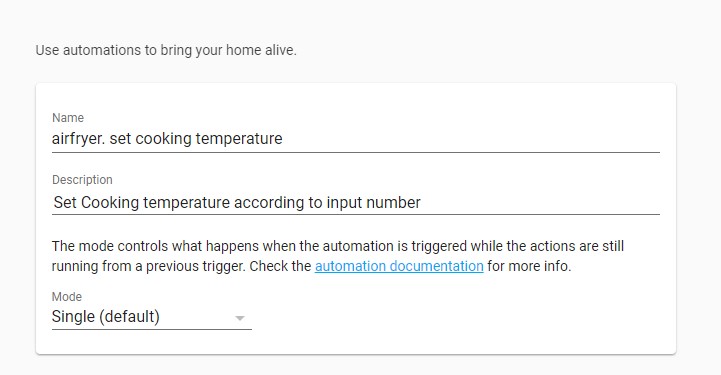 Use automations to bring your home alive.
Name
airfryer. set cooking temperature
Description
Set Cooking temperature according to input number
The mode controls what happens when the automation is triggered while the actions are still
running from a previous trigger. Check the automation documentation for more info.
Mode
Single (default)